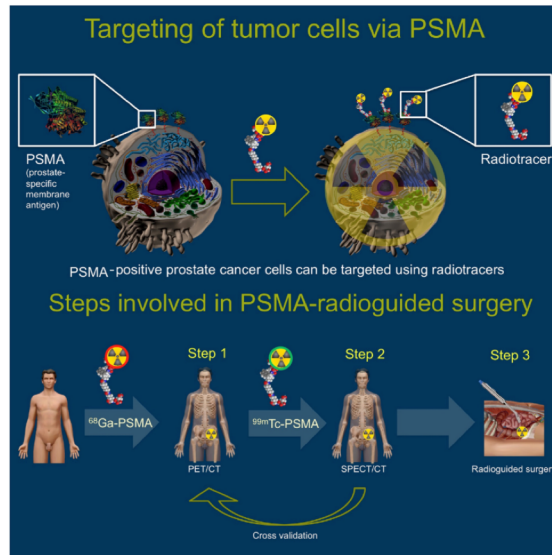 Targeting of tumor cells via PSMA
PSMA
(prostate-
specific
membrane
antigen)
Radiotracer
PSMA-positive prostate cancer cells can be targeted using radiotracers
Steps involved in PSMA-radioguided surgery
Step 1
Step 2
Step 3
⁶⁸Ga-PSMA
⁹⁹ᵐTc-PSMA
PET/CT
SPECT/CT
Radioguided surgery
Cross validation